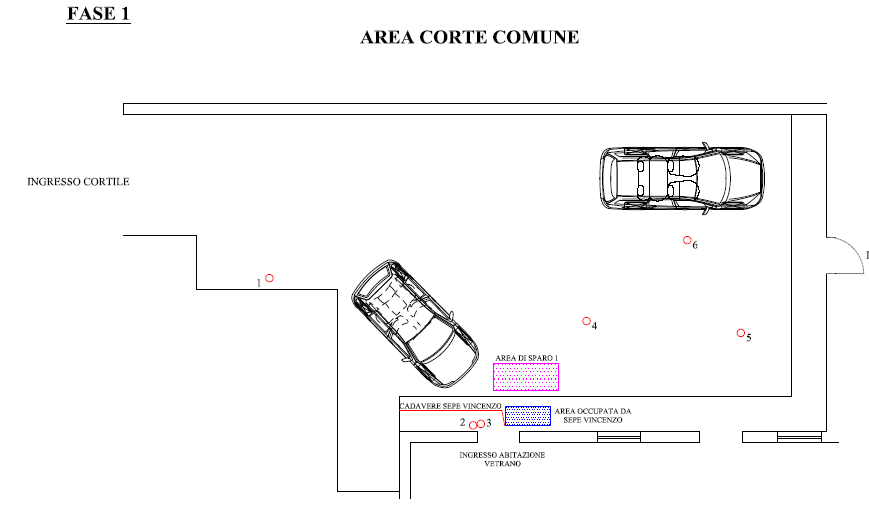 FASE 1
AREA CORTE COMUNE
INGRESSO CORTILE
6
I
1
4
5
AREA DI SPARO 1
CADAVERE SEPE VINCENZO
AREA OCCUPATA DA
SEPE VINCENZO
2
3
INGRESSO ABITAZIONE
VETRANO